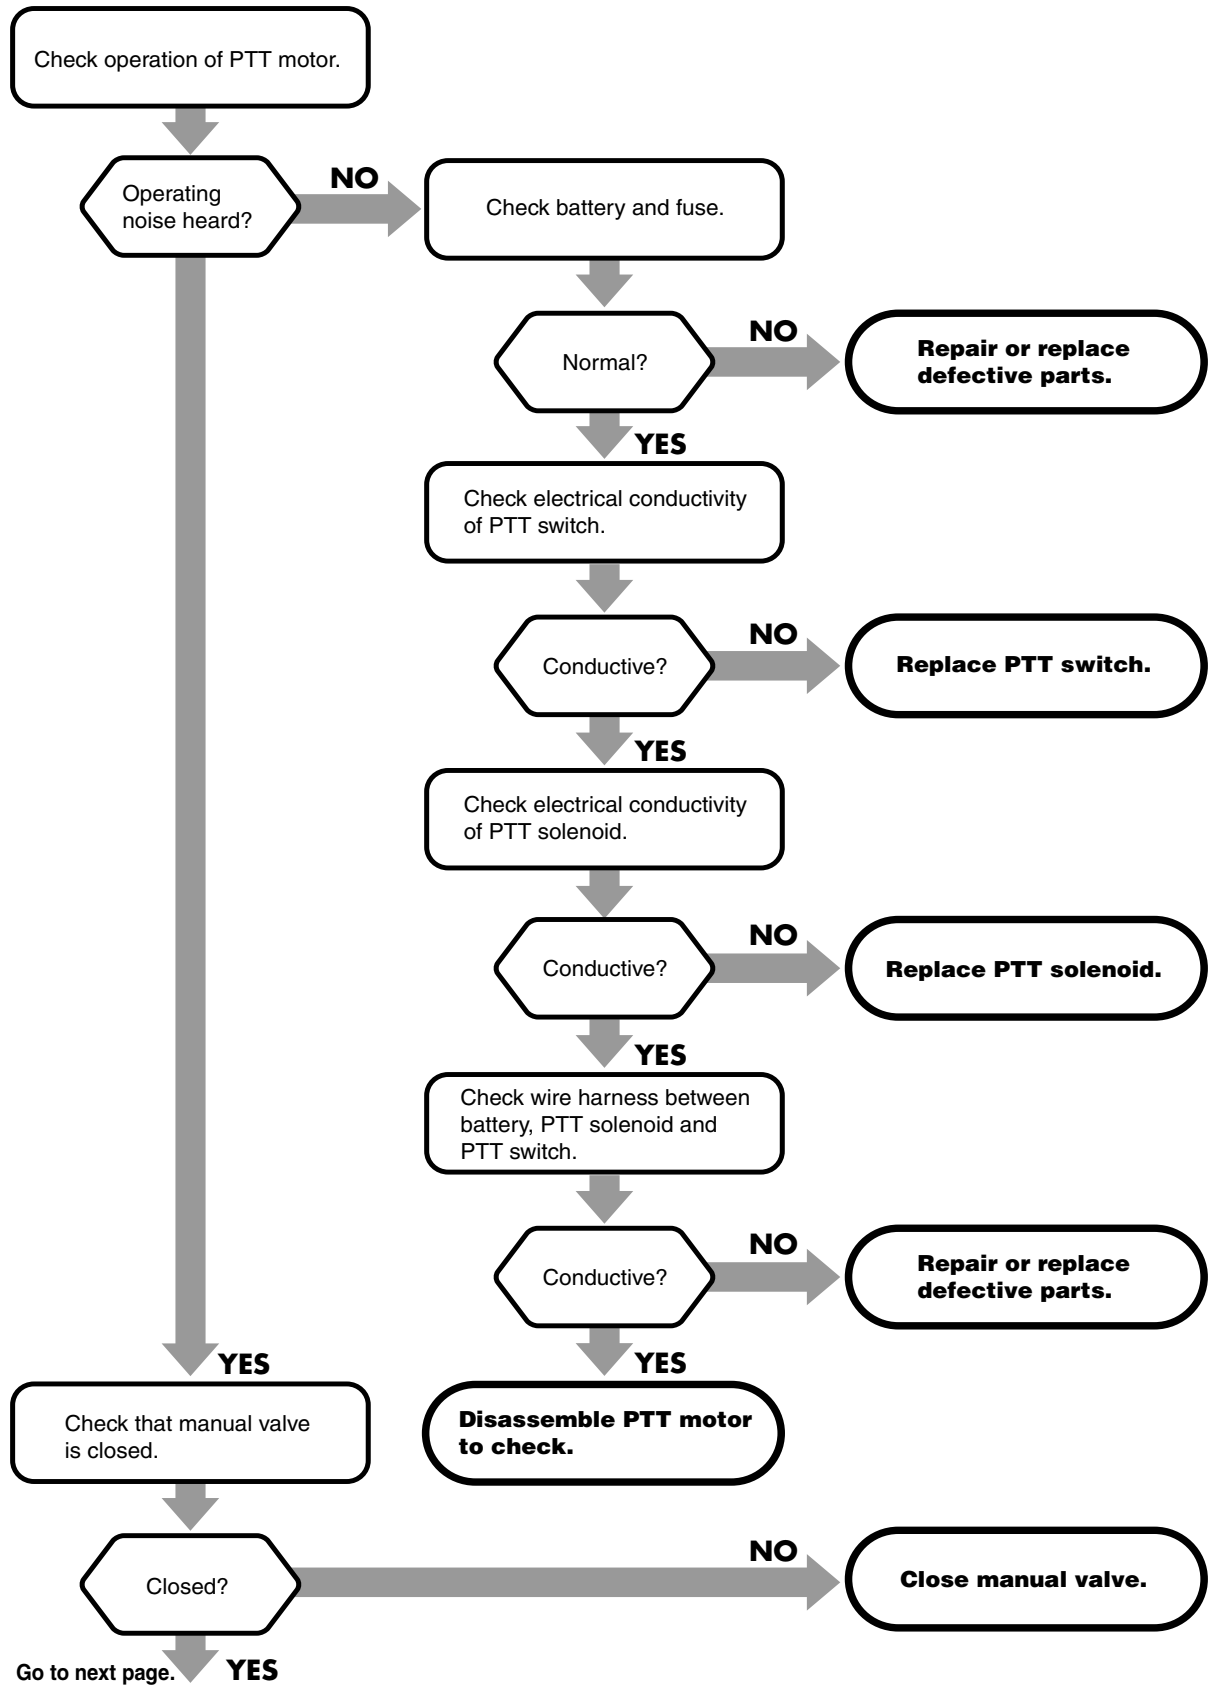 Check operation of PTT motor.
Operating
noise heard?
NO
Check battery and fuse.
Normal?
NO
Repair or replace
defective parts.
YES
Check electrical conductivity
of PTT switch.
Conductive?
NO
Replace PTT switch.
YES
Check electrical conductivity
of PTT solenoid.
Conductive?
NO
Replace PTT solenoid.
YES
Check wire harness between
battery, PTT solenoid and
PTT switch.
Conductive?
NO
Repair or replace
defective parts.
YES
Disassemble PTT motor
to check.
YES
Check that manual valve
is closed.
Closed?
NO
Close manual valve.
YES
Go to next page.